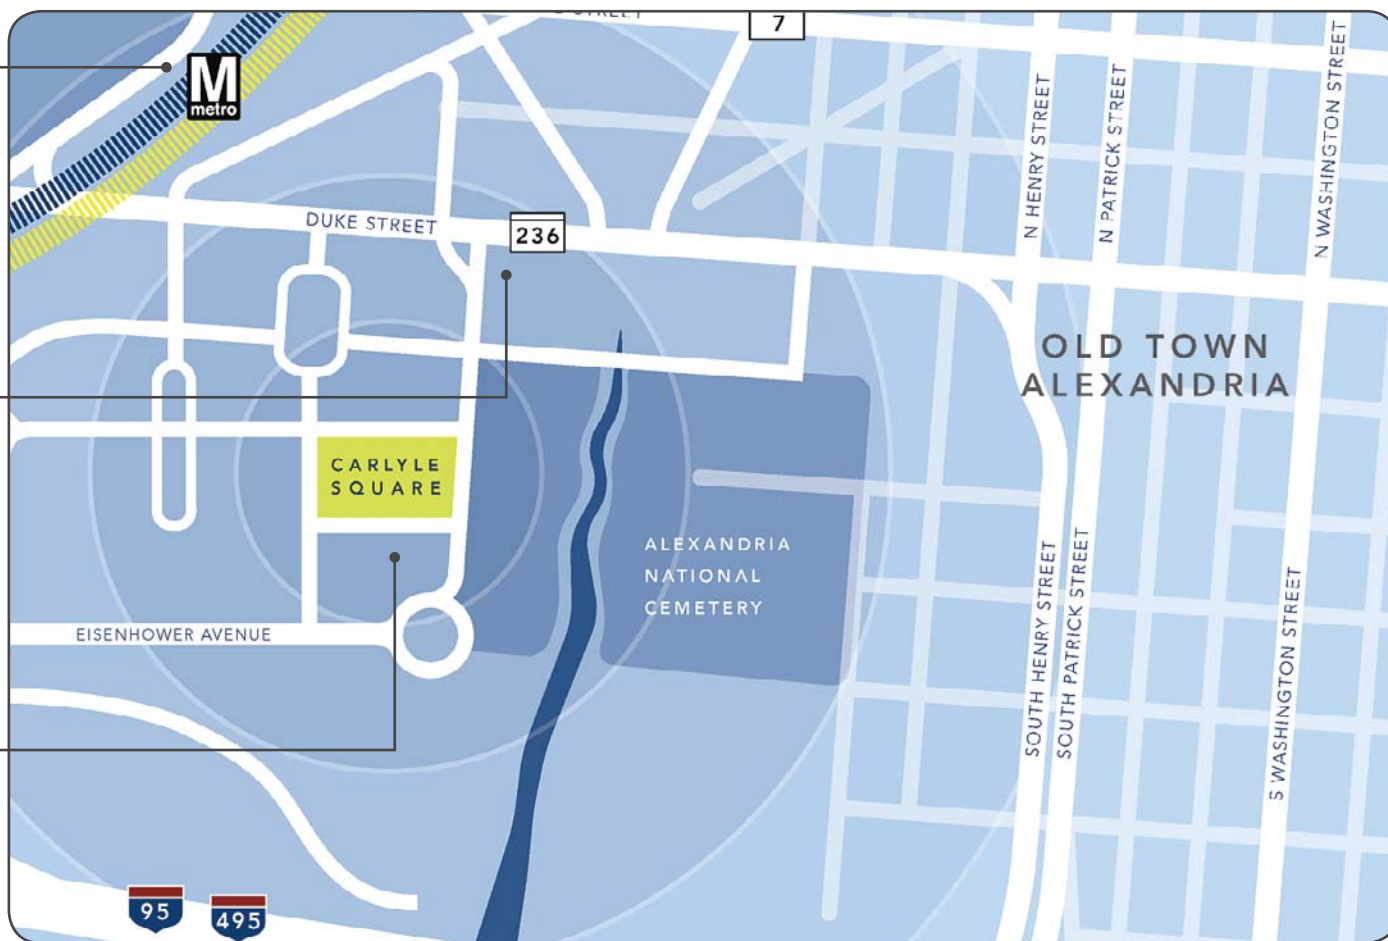 7
M
metro
N HENRY STREET
N PATRICK STREET
N WASHINGTON STREET
DUKE STREET
236
OLD TOWN
ALEXANDRIA
CARLYLE
SQUARE
ALEXANDRIA
NATIONAL
CEMETERY
EISENHOWER AVENUE
SOUTH HENRY STREET
SOUTH PATRICK STREET
S WASHINGTON STREET
95
495